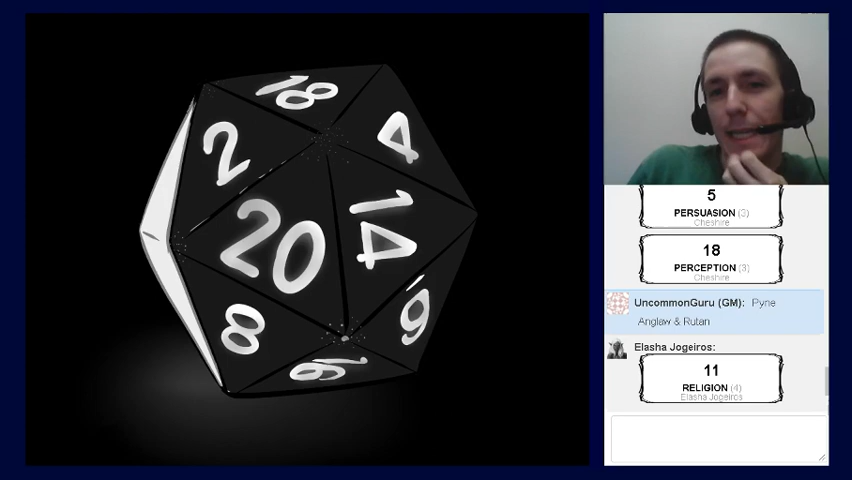 18
2
4
20
14
8
9
16
5
PERSUASION (3)
Cheshire
18
PERCEPTION (3)
Cheshire
UncommonGuru (GM): Pyne
Anglaw & Rutan
Elasha Jogeiros:
11
RELIGION (4)
Elasha Jogeiros